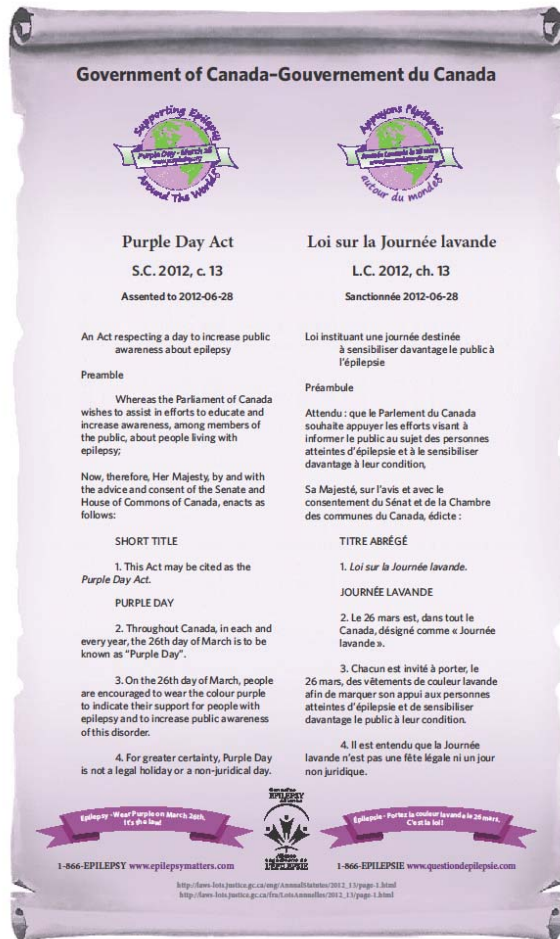 Government of Canada–Gouvernement du Canada
Supporting Epilepsy
Purple Day - March 26
Around The World
Appuyons l'épilepsie
autour du monde
Purple Day Act
S.C. 2012, c. 13
Assented to 2012-06-28
An Act respecting a day to increase public
awareness about epilepsy
Preamble
Whereas the Parliament of Canada
wishes to assist in efforts to educate and
increase awareness, among members of
the public, about people living with
epilepsy;
Now, therefore, Her Majesty, by and with
the advice and consent of the Senate and
House of Commons of Canada, enacts as
follows:
SHORT TITLE
1. This Act may be cited as the
Purple Day Act.
PURPLE DAY
2. Throughout Canada, in each and
every year, the 26th day of March is to be
known as “Purple Day”.
3. On the 26th day of March, people
are encouraged to wear the colour purple
to indicate their support for people with
epilepsy and to increase public awareness
of this disorder.
4. For greater certainty, Purple Day
is not a legal holiday or a non-juridical day.
Loi sur la Journée lavande
L.C. 2012, ch. 13
Sanctionnée 2012-06-28
Loi instituant une journée destinée
à sensibiliser davantage le public à
l'épilepsie
Préambule
Attendu : que le Parlement du Canada
souhaite appuyer les efforts visant à
informer le public au sujet des personnes
atteintes d'épilepsie et à le sensibiliser
davantage à leur condition,
Sa Majesté, sur l'avis et avec le
consentement du Sénat et de la Chambre
des communes du Canada, édicte :
TITRE ABRÉGÉ
1. Loi sur la Journée lavande.
JOURNÉE LAVANDE
2. Le 26 mars est, dans tout le
Canada, désigné comme « Journée
lavande ».
3. Chacun est invité à porter, le
26 mars, des vêtements de couleur lavande
afin de marquer son appui aux personnes
atteintes d'épilepsie et de sensibiliser
davantage le public à leur condition.
4. Il est entendu que la Journée
lavande n'est pas une fête légale ni un jour
non juridique.
Epilepsy - Wear Purple on March 26th.
It's the law!
Canadian
EPILEPSY
Alliance
L'ÉPILEPSIE
Épilepsie - Portez la couleur lavande le 26 mars.
C'est la loi!
1-866-EPILEPSY www.epilepsymatters.com
1-866-EPILEPSIE www.questiondepilepsie.com
http://laws-lois.justice.gc.ca/eng/AnnualStatutes/2012_13/page-1.html
http://laws-lois.justice.gc.ca/fra/LoisAnnuelles/2012_13/page-1.html